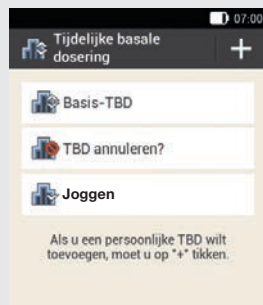 07:00
Tijdelijke basale
dosering
+
Basis-TBD
TBD annuleren?
Joggen
Als u een persoonlijke TBD wilt
toevoegen, moet u op "+" tikken.